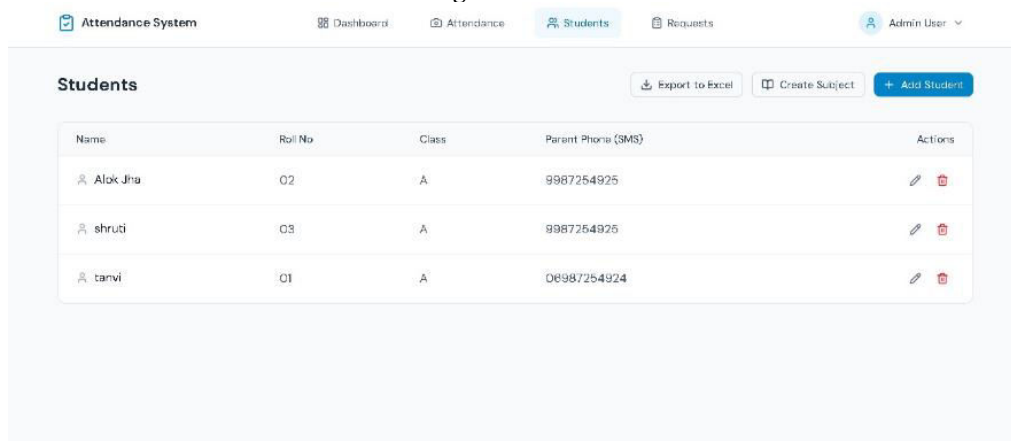 Attendance System Dashboard Attendance Students Requests Admin User
Students Export to Excel Create Subject + Add Student
Name Roll No Class Parent Phone (SMS) Actions
Alok Jha 02 A 9987254925
shruti 03 A 9987254925
tanvi 01 A 06987254924